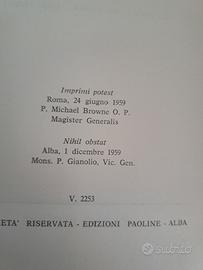 Imprimi potest
Roma, 24 giugno 1959
P. Michael Browne O. P.
Magister Generalis
Nihil obstat
Alba, 1 dicembre 1959
Mons. P. Gianolio, Vic. Gen.
V. 2253
ETA' RISERVATA - EDIZIONI PAOLINE - ALBA
subito